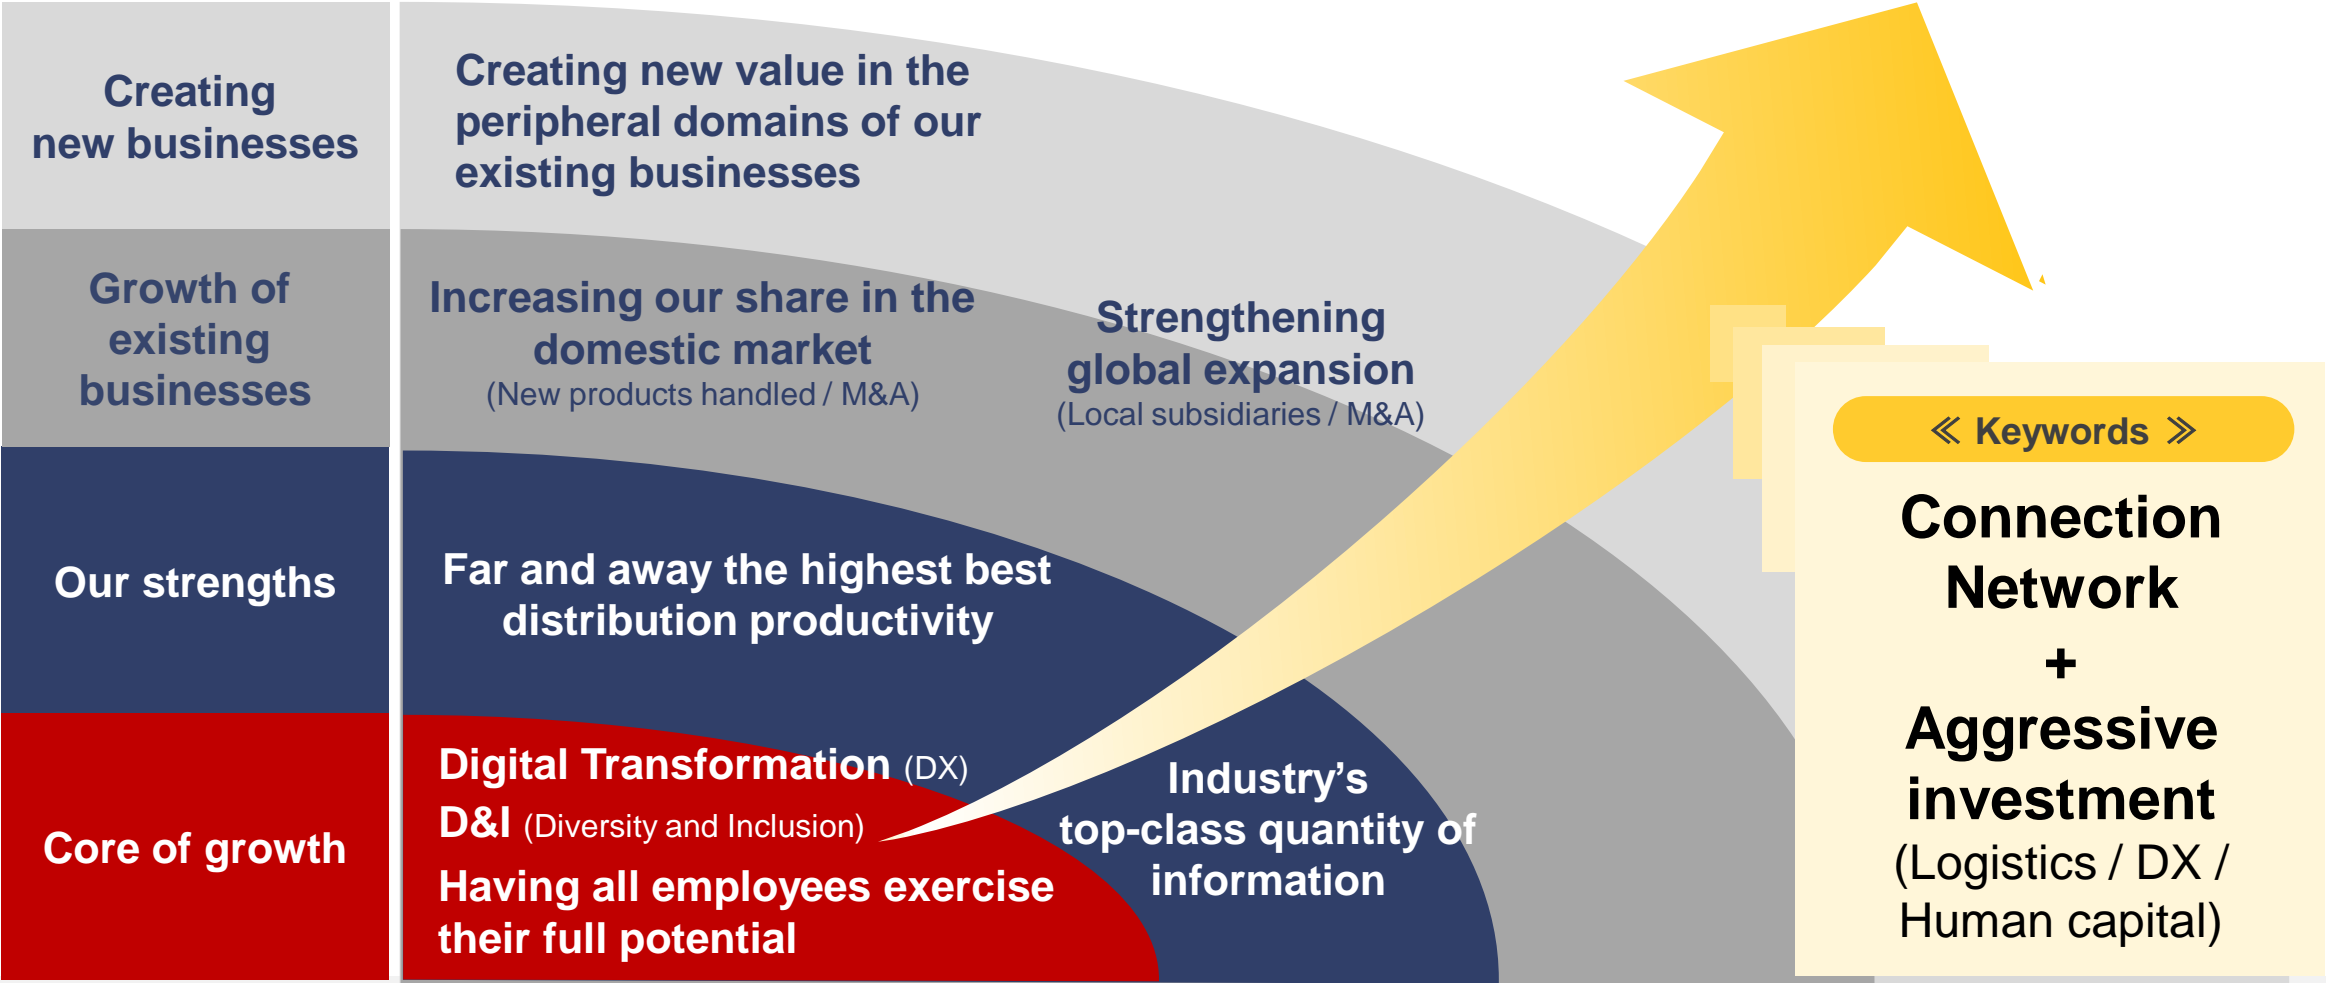 Creating
new businesses
Creating new value in the
peripheral domains of our
existing businesses
Growth of
existing
businesses
Increasing our share in the
domestic market
(New products handled / M&A)
Strengthening
global expansion
(Local subsidiaries / M&A)
Our strengths
Far and away the highest best
distribution productivity
Industry’s
top-class quantity of
information
Core of growth
Digital Transformation (DX)
D&I (Diversity and Inclusion)
Having all employees exercise
their full potential
≪ Keywords ≫
Connection
Network
+
Aggressive
investment
(Logistics / DX /
Human capital)